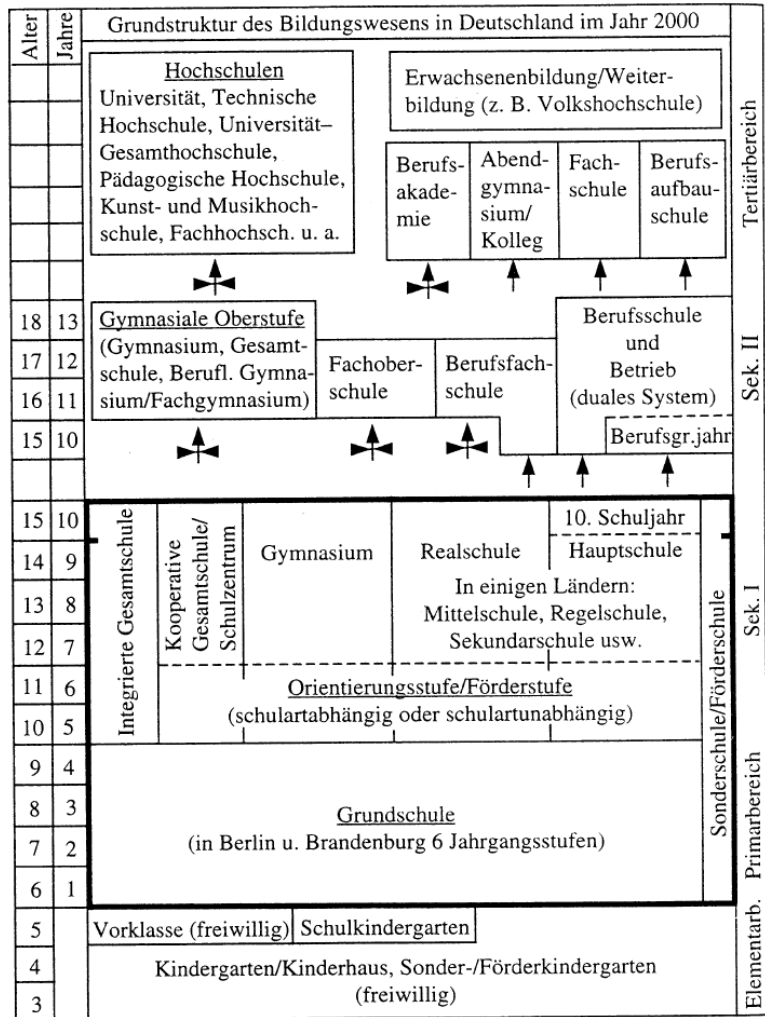 Grundstruktur des Bildungswesens in Deutschland im Jahr 2000
Alter
Jahre
Hochschulen
Universität, Technische
Hochschule, Universität–
Gesamthochschule,
Pädagogische Hochschule,
Kunst- und Musikhoch-
schule, Fachhochsch. u. a.
Erwachsenenbildung/Weiter-
bildung (z. B. Volkshochschule)
Berufs-
akade-
mie
Abend-
gymna-
sium/
Kolleg
Fach-
schule
Berufs-
aufbau-
schule
Tertiärbereich
18 13
17 12
16 11
15 10
Gymnasiale Oberstufe
(Gymnasium, Gesamt-
schule, Berufl. Gymna-
sium/Fachgymnasium)
Fachober-
schule
Berufsfach-
schule
Berufsschule
und
Betrieb
(duales System)
Berufsgr.jahr
Sek. II
15 10
14 9
13 8
12 7
11 6
10 5
9 4
8 3
7 2
6 1
Integrierte Gesamtschule
Kooperative
Gesamtschule/
Schulzentrum
Gymnasium
Realschule
10. Schuljahr
Hauptschule
In einigen Ländern:
Mittelschule, Regelschule,
Sekundarschule usw.
Orientierungsstufe/Förderstufe
(schulartabhängig oder schulartunabhängig)
Sonderschule/Förderschule
Sek. I
Grundschule
(in Berlin u. Brandenburg 6 Jahrgangsstufen)
Primarbereich
5
4
3
Vorklasse (freiwillig)
Schulkindergarten
Kindergarten/Kinderhaus, Sonder-/Förderkindergarten
(freiwillig)
Elementarb.